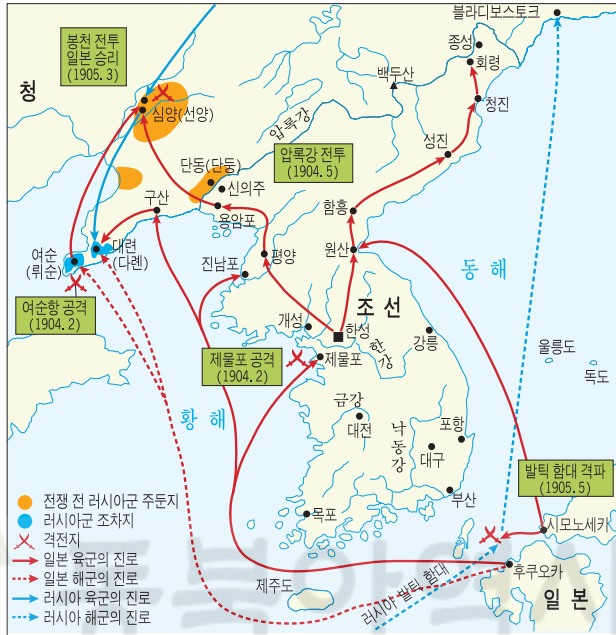 블라디보스토크
봉천 전투
일본 승리
(1905.3)
종성
회령
백두산
청
청진
심양(선양)
압록강
성진
압록강 전투
(1904.5)
단동(단둥)
신의주
구산
용암포
함흥
대련
(다롄)
여순
(뤼순)
평양
원산
진남포
동해
여순항 공격
(1904.2)
조선
개성
한성
한강
강릉
제물포 공격
(1904.2)
제물포
울릉도
독도
황해
금강
대전
낙동강
포항
대구
발틱 함대 격파
(1905.5)
부산
시모노세키
목포
전쟁 전 러시아군 주둔지
러시아군 조차지
격전지
일본 육군의 진로
일본 해군의 진로
러시아 육군의 진로
러시아 해군의 진로
제주도
러시아 발틱 함대
후쿠오카
일본